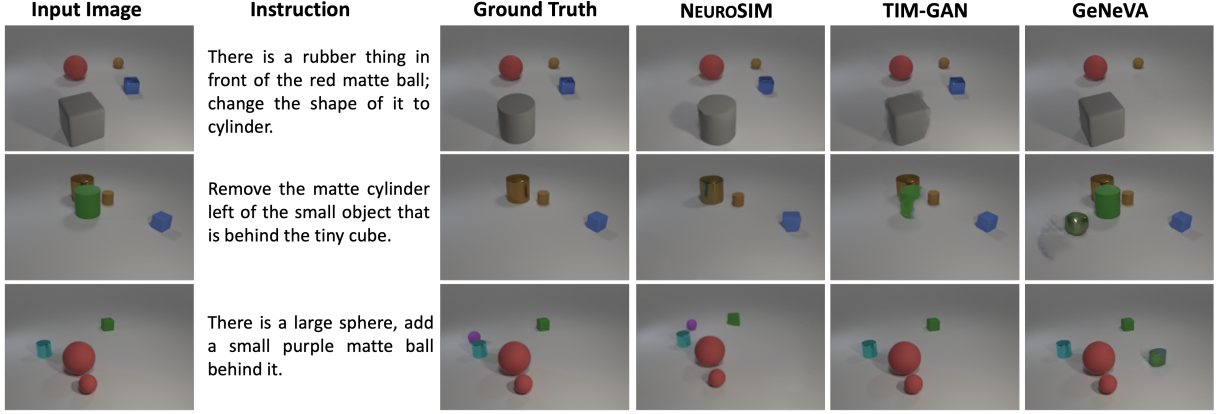 Input Image Instruction Ground Truth NEUROSIM TIM-GAN GeNeVA
There is a rubber thing in
front of the red matte ball;
change the shape of it to
cylinder.
Remove the matte cylinder
left of the small object that
is behind the tiny cube.
There is a large sphere, add
a small purple matte ball
behind it.